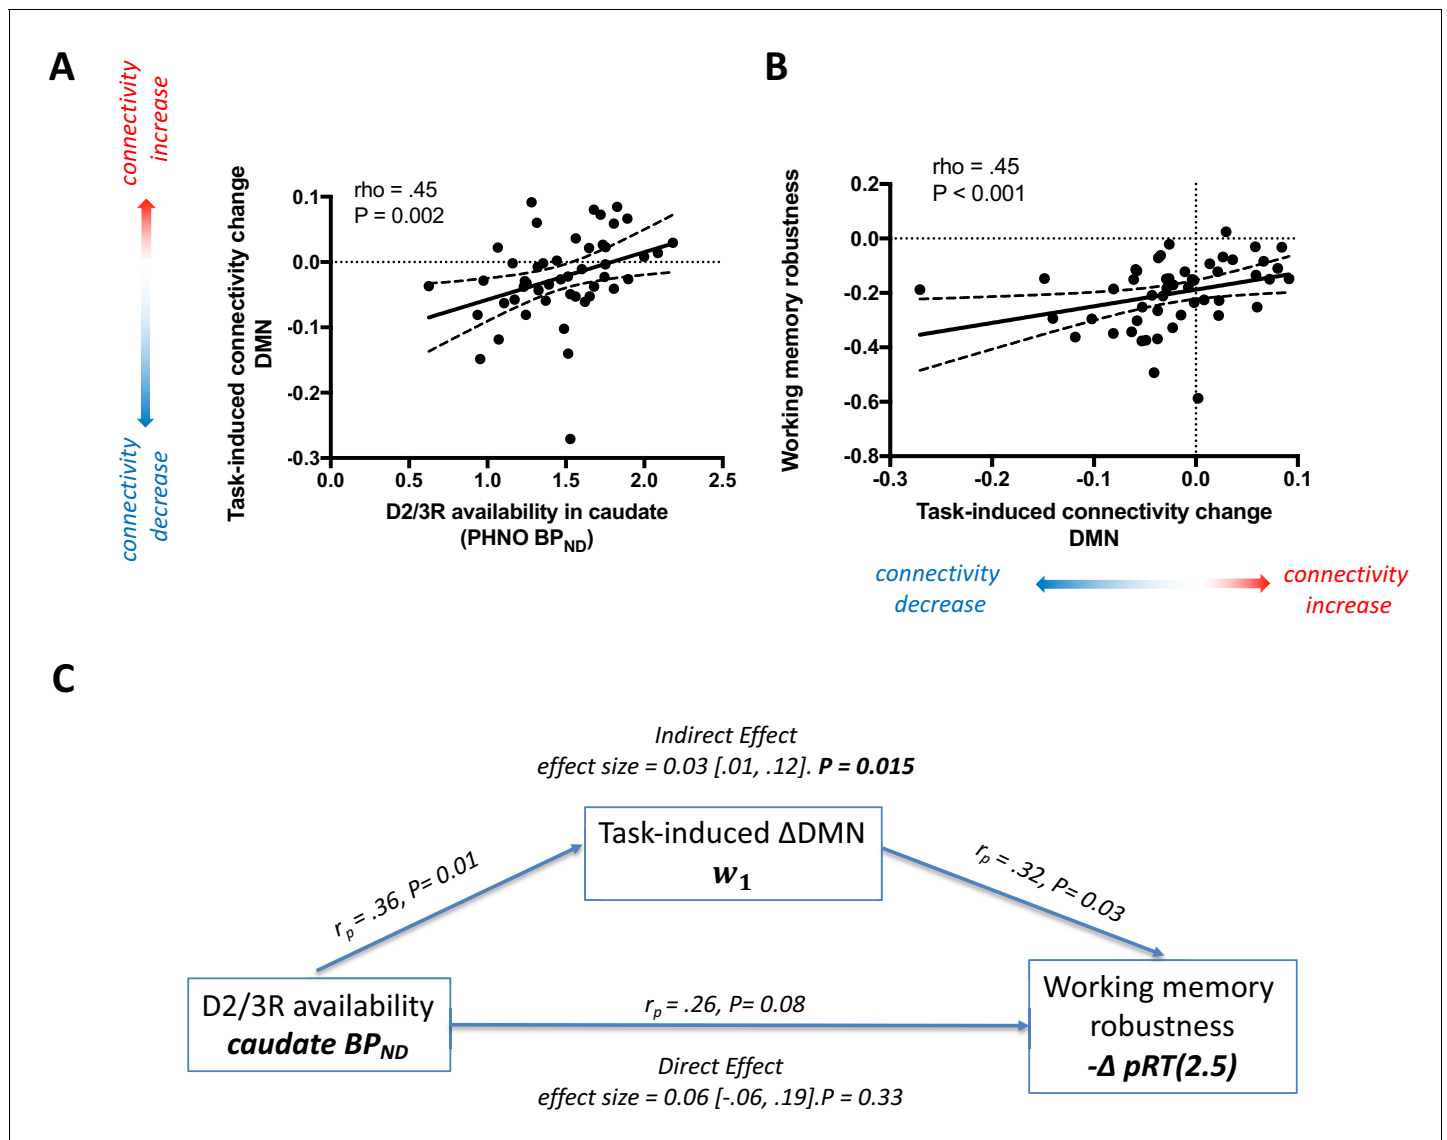 A
connectivity
increase
connectivity
decrease
Task-induced connectivity change
DMN
rho = .45
P = 0.002
0.1
0.0
-0.1
-0.2
-0.3
0.0
0.5
1.0
1.5
2.0
2.5
D2/3R availability in caudate
(PHNO BPND)
B
Working memory robustness
rho = .45
P < 0.001
0.2
0.0
-0.2
-0.4
-0.6
-0.8
-0.3
-0.2
-0.1
0.0
0.1
Task-induced connectivity change
DMN
connectivity
decrease
connectivity
increase
C
Indirect Effect
effect size = 0.03 [.01, .12]. P = 0.015
Task-induced ΔDMN
w1
rp = .36, P= 0.01
rp = .32, P= 0.03
D2/3R availability
caudate BPND
rp = .26, P= 0.08
Working memory
robustness
-Δ pRT(2.5)
Direct Effect
effect size = 0.06 [-.06, .19].P = 0.33